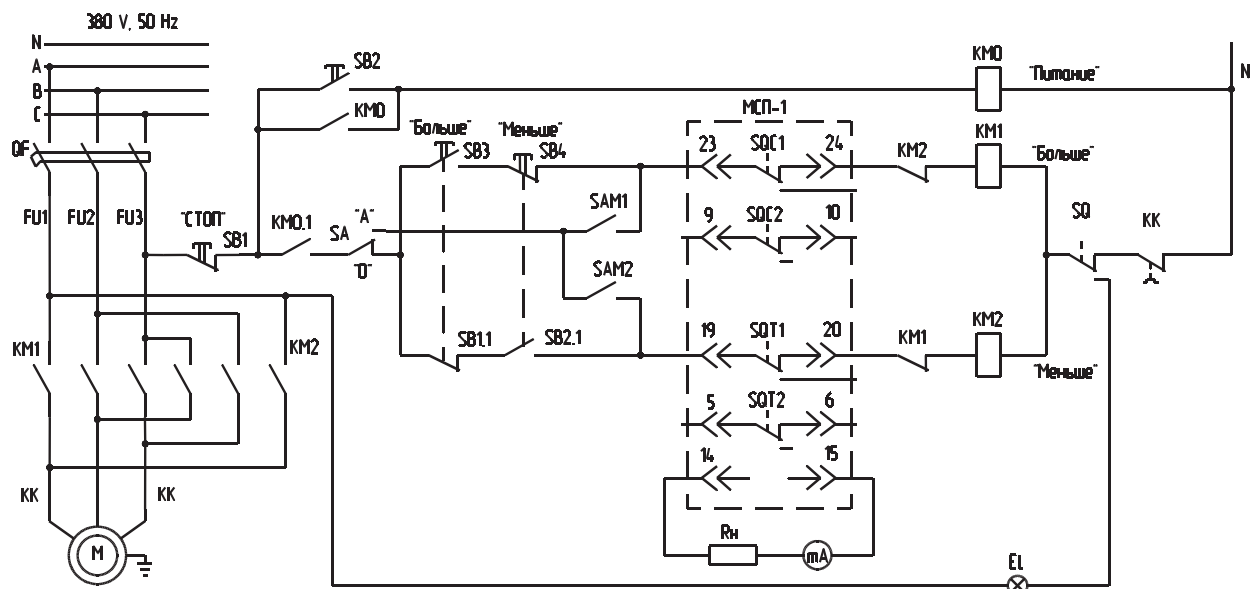 380 V, 50 Hz
N
A
B
C
QF
FU1 FU2 FU3
"СТОП"
SB1
SB2
KM0
KM0.1
SA
"А"
"О"
"Больше"
SB3
"Меньше"
SB4
SAM1
SAM2
SB1.1
SB2.1
МСП-1
23 SQC1 24
9 SQC2 10
19 SQT1 20
5 SQT2 6
14 15
Rн
mA
KM0
"Питание"
N
KM2
KM1
"Больше"
SQ
KK
KM1
KM2
"Меньше"
El
KM1
KM2
KK
KK
M